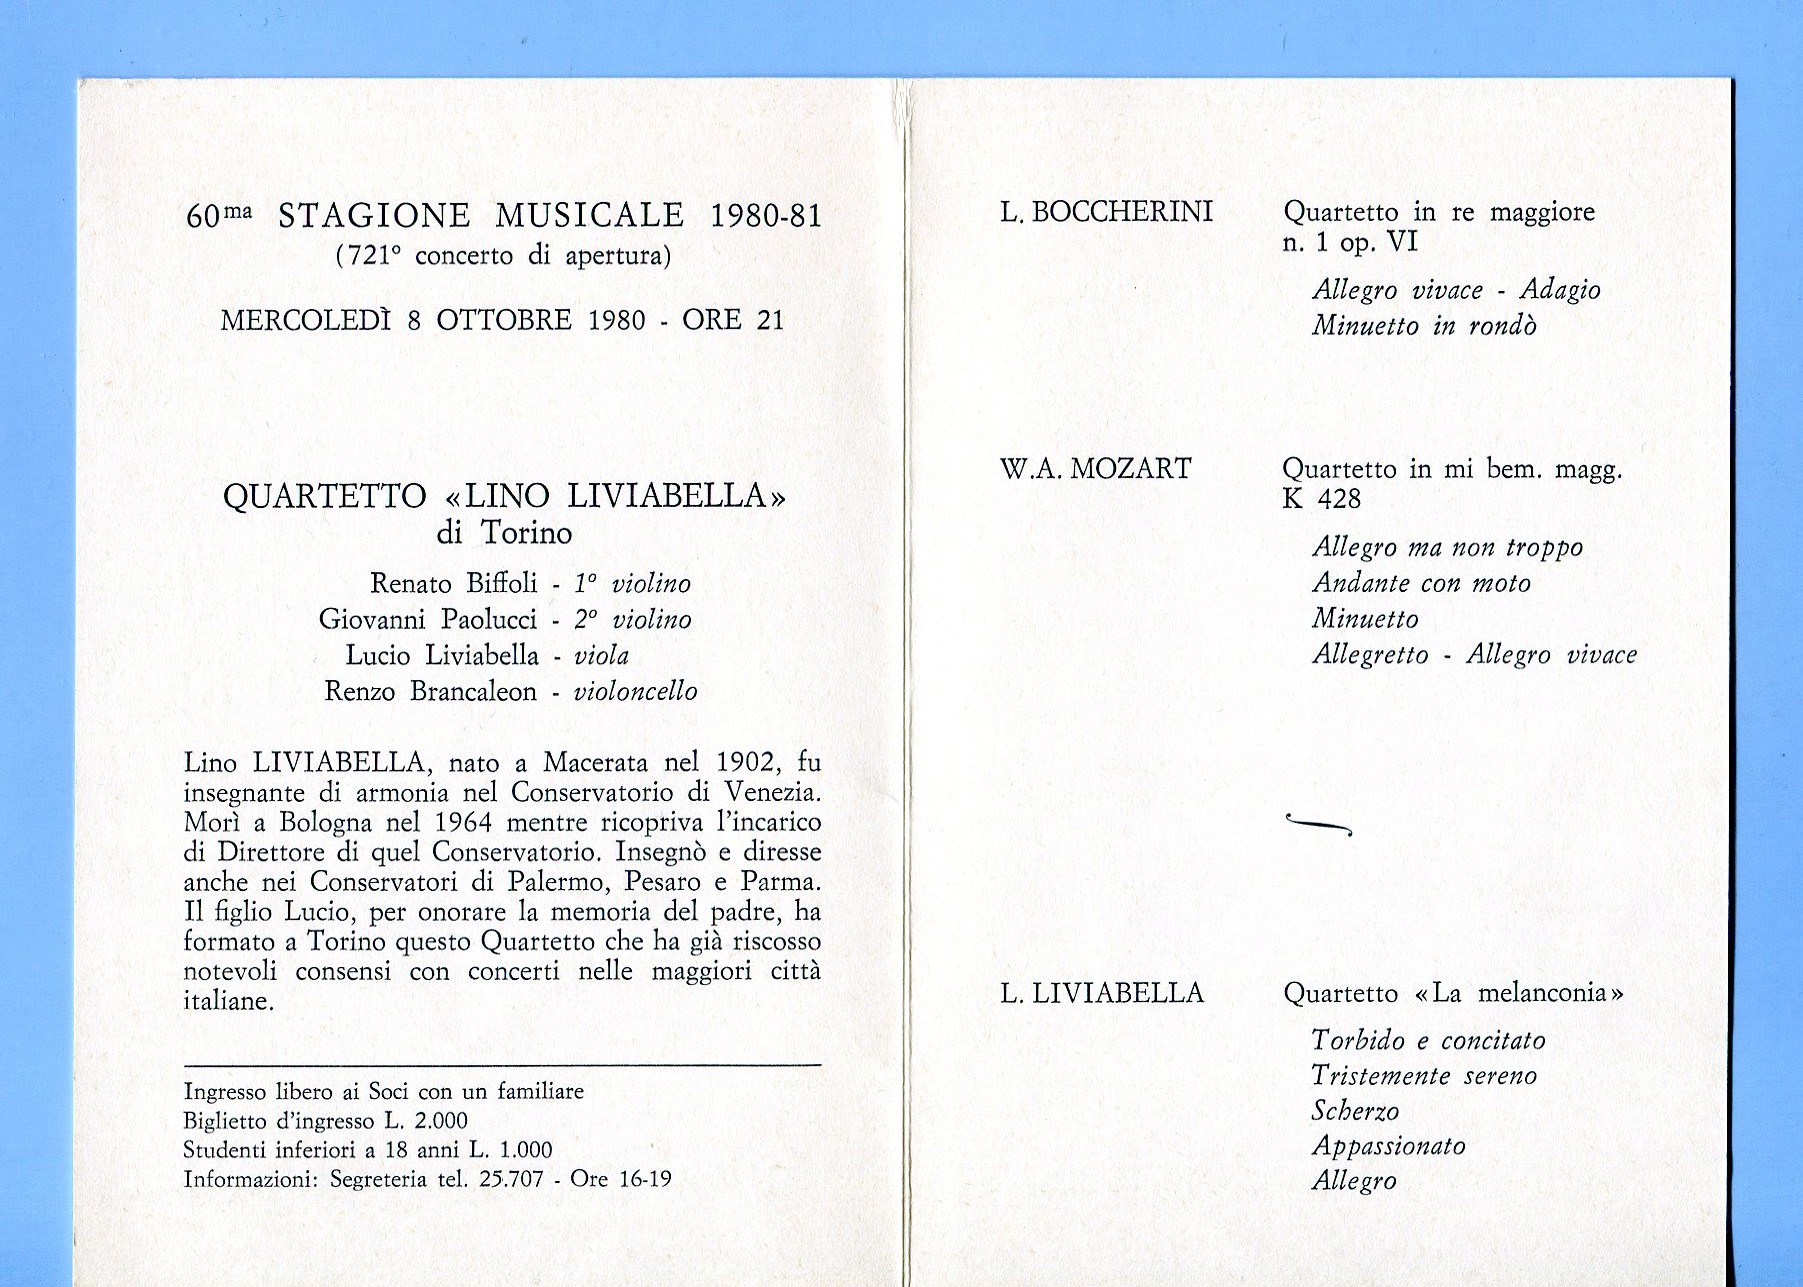 60ma STAGIONE MUSICALE 1980-81
(721° concerto di apertura)
MERCOLEDÌ 8 OTTOBRE 1980 - ORE 21
QUARTETTO «LINO LIVIABELLA»
di Torino
Renato Biffoli - 1° violino
Giovanni Paolucci - 2° violino
Lucio Liviabella - viola
Renzo Brancaleon - violoncello
Lino LIVIABELLA, nato a Macerata nel 1902, fu
insegnante di armonia nel Conservatorio di Venezia.
Morì a Bologna nel 1964 mentre ricopriva l'incarico
di Direttore di quel Conservatorio. Insegnò e diresse
anche nei Conservatori di Palermo, Pesaro e Parma.
Il figlio Lucio, per onorare la memoria del padre, ha
formato a Torino questo Quartetto che ha già riscosso
notevoli consensi con concerti nelle maggiori città
italiane.
Ingresso libero ai Soci con un familiare
Biglietto d'ingresso L. 2.000
Studenti inferiori a 18 anni L. 1.000
Informazioni: Segreteria tel. 25.707 - Ore 16-19
L. BOCCHERINI Quartetto in re maggiore
n. 1 op. VI
Allegro vivace - Adagio
Minuetto in rondò
W.A. MOZART Quartetto in mi bem. magg.
K 428
Allegro ma non troppo
Andante con moto
Minuetto
Allegretto - Allegro vivace
L. LIVIABELLA Quartetto «La melanconia»
Torbido e concitato
Tristemente sereno
Scherzo
Appassionato
Allegro